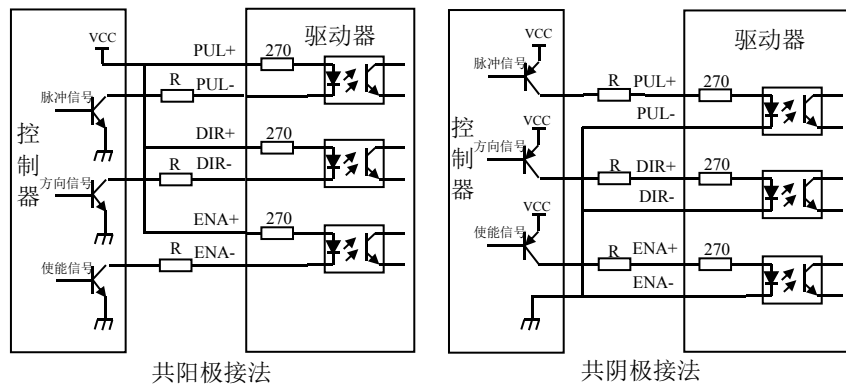 VCC
PUL+
270
驱动器
脉冲信号
R
PUL-
控制器
DIR+
270
方向信号
R
DIR-
ENA+
270
使能信号
R
ENA-
共阳极接法
VCC
驱动器
脉冲信号
R
PUL+
270
PUL-
控制器
VCC
方向信号
R
DIR+
270
DIR-
VCC
使能信号
R
ENA+
270
ENA-
共阴极接法